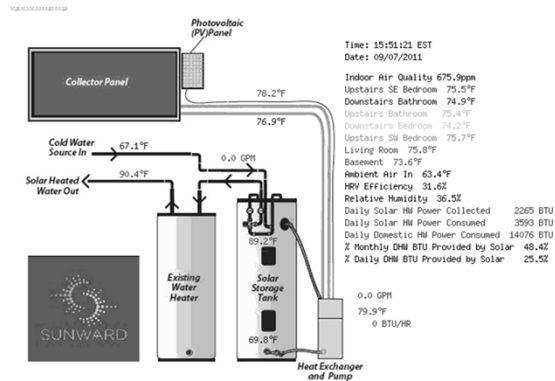 Photovoltaic
(PV)Panel
Collector Panel
78.2°F
76.9°F
Cold Water
Source In
67.1°F
0.0 GPM
Solar Heated
Water Out
90.4°F
89.2°F
Existing
Water
Heater
Solar
Storage
Tank
69.8°F
SUNWARD
0.0 GPM
79.9°F
0 BTU/HR
Heat Exchanger
and Pump
Time: 15:51:21 EST
Date: 09/07/2011
Indoor Air Quality 675.9ppm
Upstairs SE Bedroom 75.5°F
Downstairs Bathroom 74.9°F
Upstairs Bathroom 75.4°F
Downstairs Bedroom 74.2°F
Upstairs SW Bedroom 75.7°F
Living Room 75.8°F
Basement 73.6°F
Ambient Air In 63.4°F
HRV Efficiency 31.6%
Relative Humidity 36.5%
Daily Solar HW Power Collected 2265 BTU
Daily Solar HW Power Consumed 3593 BTU
Daily Domestic HW Power Consumed 14076 BTU
% Monthly DHW BTU Provided by Solar 48.4%
% Daily DHW BTU Provided by Solar 25.5%